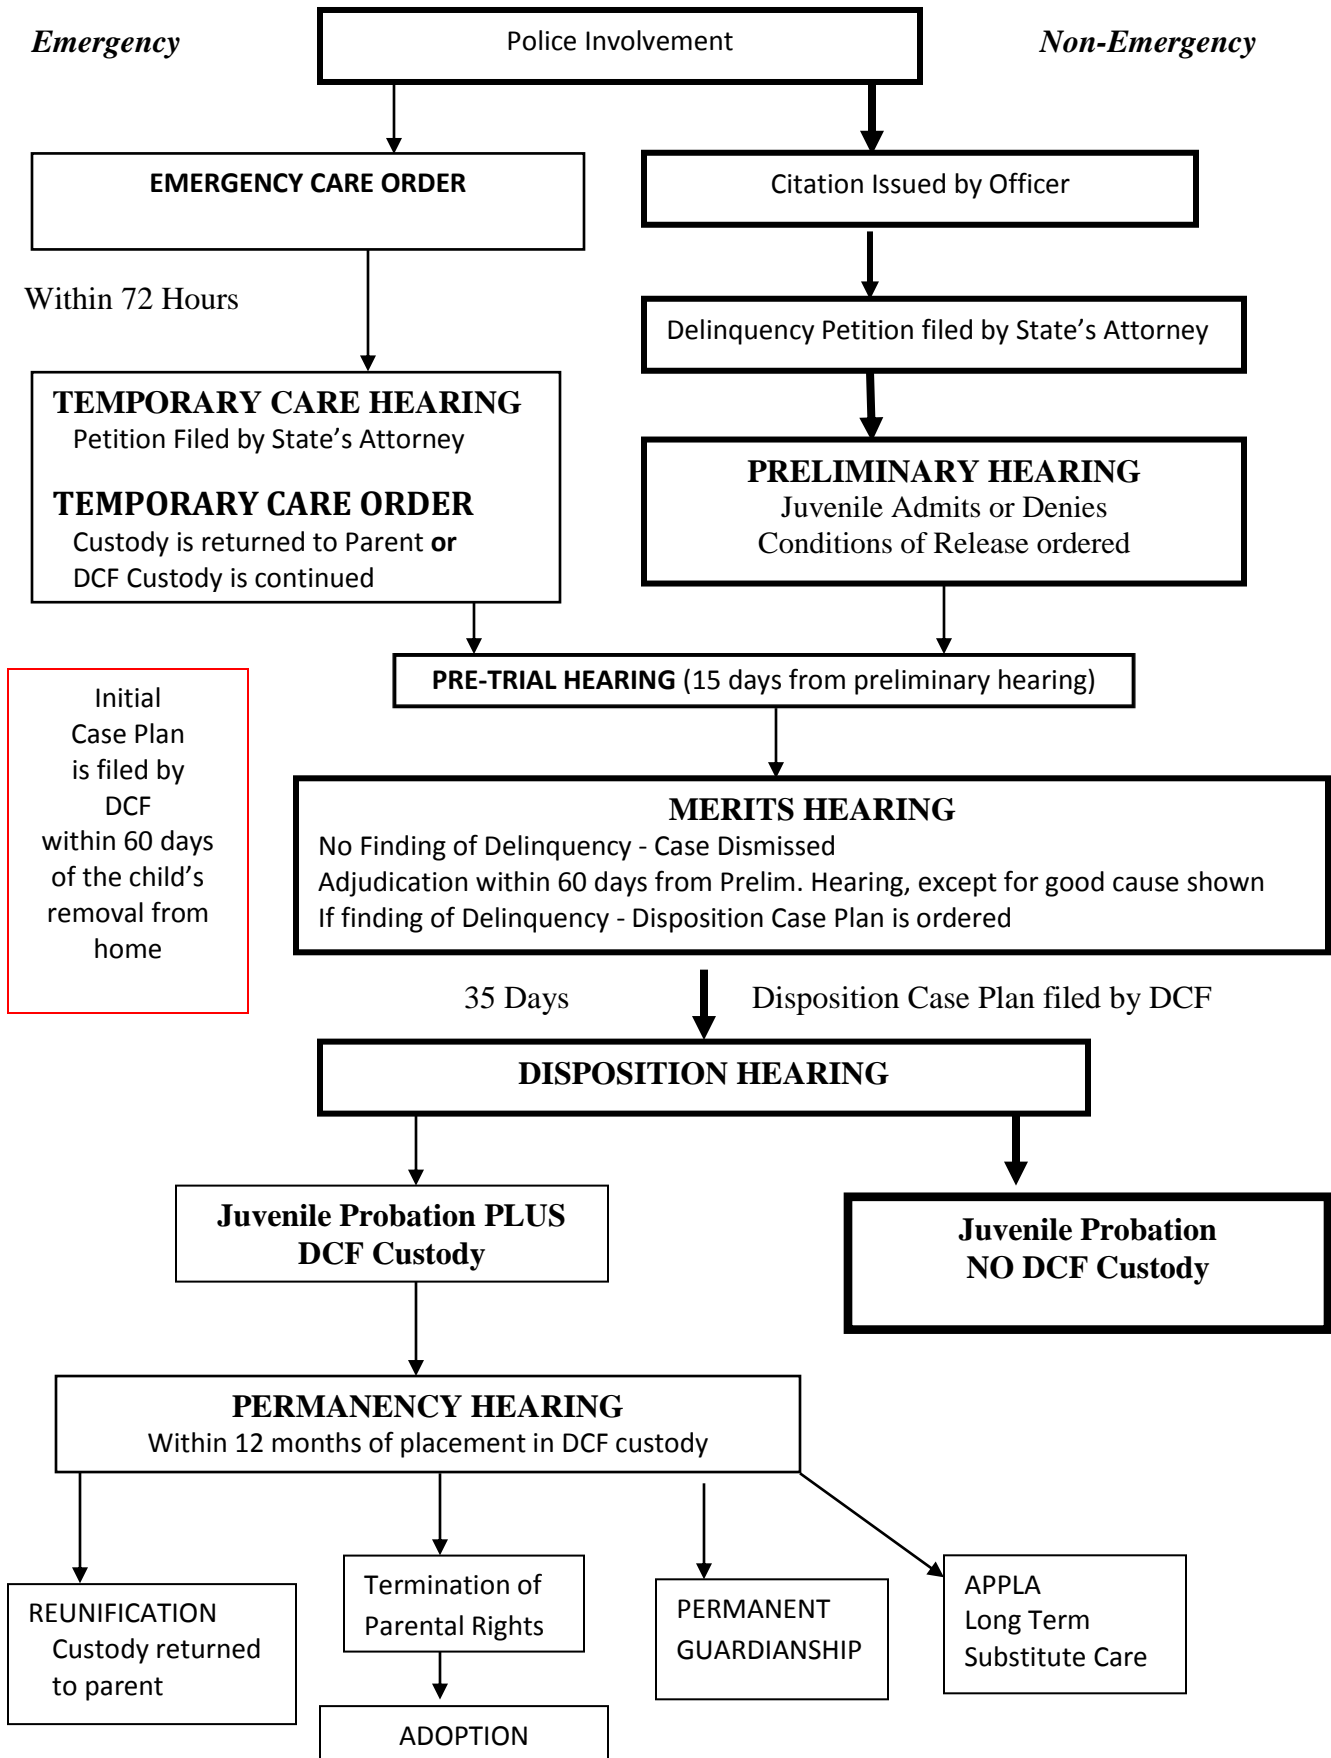 Emergency
Police Involvement
Non-Emergency
EMERGENCY CARE ORDER
Citation Issued by Officer
Within 72 Hours
Delinquency Petition filed by State’s Attorney
TEMPORARY CARE HEARING
Petition Filed by State’s Attorney
TEMPORARY CARE ORDER
Custody is returned to Parent or
DCF Custody is continued
PRELIMINARY HEARING
Juvenile Admits or Denies
Conditions of Release ordered
PRE-TRIAL HEARING (15 days from preliminary hearing)
Initial
Case Plan
is filed by
DCF
within 60 days
of the child’s
removal from
home
MERITS HEARING
No Finding of Delinquency - Case Dismissed
Adjudication within 60 days from Prelim. Hearing, except for good cause shown
If finding of Delinquency - Disposition Case Plan is ordered
35 Days
Disposition Case Plan filed by DCF
DISPOSITION HEARING
Juvenile Probation PLUS
DCF Custody
Juvenile Probation
NO DCF Custody
PERMANENCY HEARING
Within 12 months of placement in DCF custody
REUNIFICATION
Custody returned
to parent
Termination of
Parental Rights
ADOPTION
PERMANENT
GUARDIANSHIP
APPLA
Long Term
Substitute Care